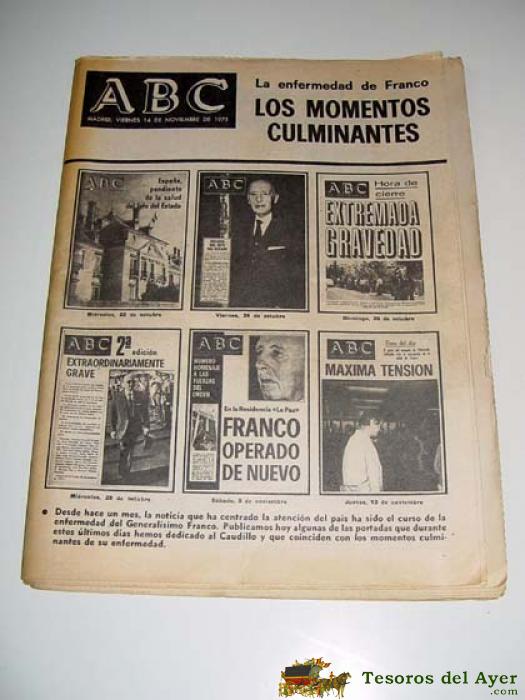 ABC
MADRID, VIERNES 14 DE NOVIEMBRE DE 1975
La enfermedad de Franco
LOS MOMENTOS
CULMINANTES
ABC
España,
pendiente
de la salud
del Jefe del Estado
Miércoles, 22 de octubre
ABC
Viernes, 24 de octubre
ABC
Hora de
cierre
EXTREMADA
GRAVEDAD
Domingo, 26 de octubre
ABC
2ª edición
EXTRAORDINARIAMENTE
GRAVE
Miércoles, 29 de octubre
ABC
NUMERO
HOMENAJE
A LAS
FUERZAS
DEL
En la Residencia «La Paz»
FRANCO
OPERADO
DE NUEVO
Sábado, 8 de noviembre
ABC
MAXIMA TENSION
Jueves, 13 de noviembre
● Desde hace un mes, la noticia que ha centrado la atención del país ha sido el curso de la
enfermedad del Generalísimo Franco. Publicamos hoy algunas de las portadas que durante
estos últimos días hemos dedicado al Caudillo y que coinciden con los momentos culmi-
nantes de su enfermedad.
Tesoros del Ayer
.com